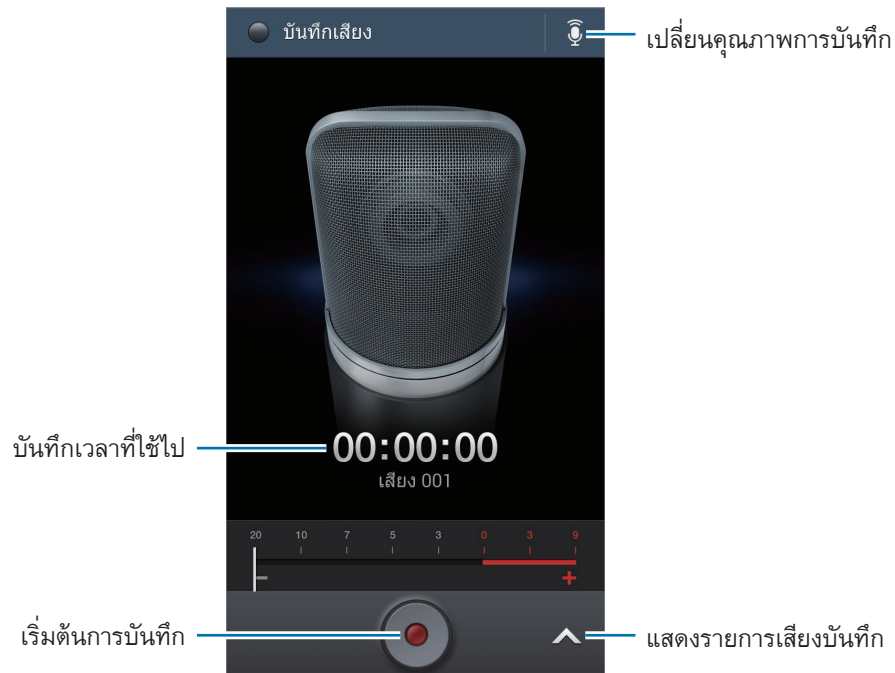 บันทึกเสียง
เปลี่ยนคุณภาพการบันทึก
บันทึกเวลาที่ใช้ไป
00:00:00
เสียง 001
20 10 7 5 3 0 3 9
− +
เริ่มต้นการบันทึก
แสดงรายการเสียงบันทึก